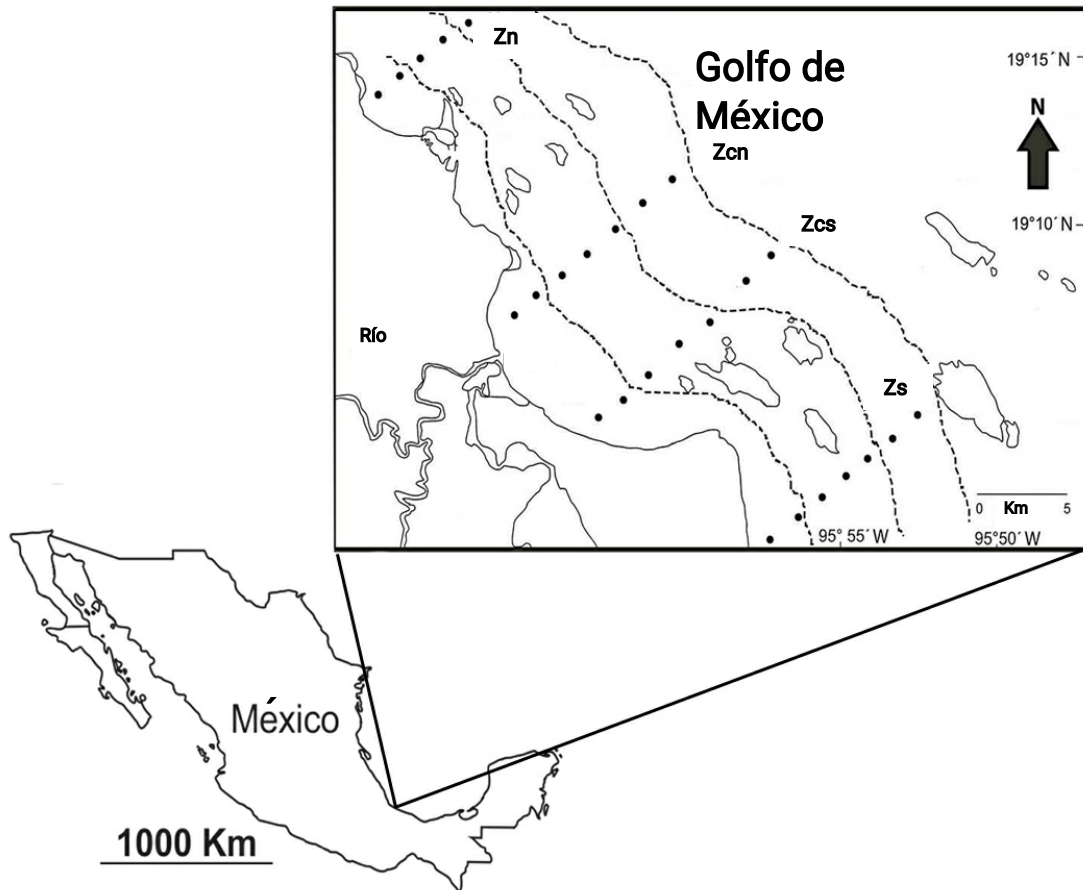 Zn
Golfo de
México
19°15´ N
N
Zcn
Zcs
19°10´ N
Río
Zs
0 Km 5
95° 55´ W
95°50´ W
México
1000 Km